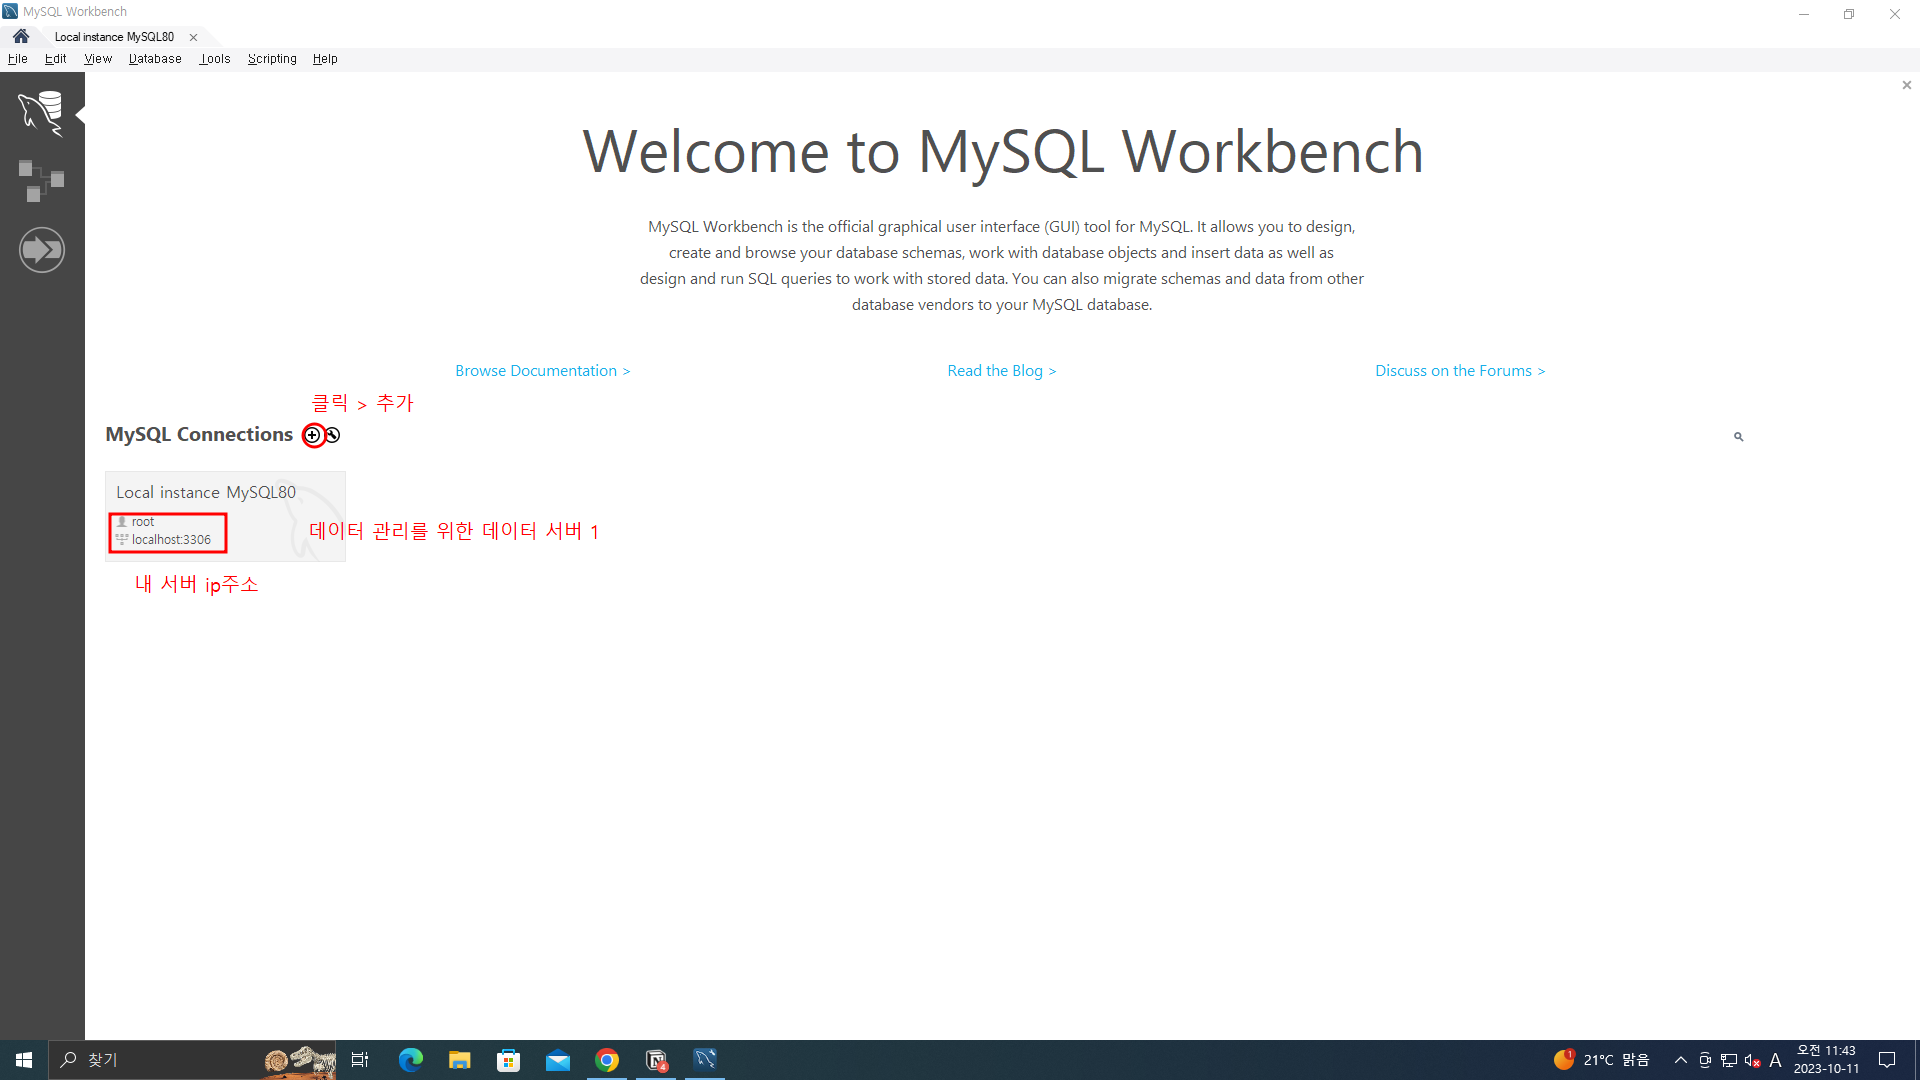 MySQL Workbench
Local instance MySQL80
File Edit View Database Tools Scripting Help
Welcome to MySQL Workbench
MySQL Workbench is the official graphical user interface (GUI) tool for MySQL. It allows you to design,
create and browse your database schemas, work with database objects and insert data as well as
design and run SQL queries to work with stored data. You can also migrate schemas and data from other
database vendors to your MySQL database.
Browse Documentation > Read the Blog > Discuss on the Forums >
클릭 > 추가
MySQL Connections
Local instance MySQL80
root
localhost:3306
데이터 관리를 위한 데이터 서버 1
내 서버 ip주소
찾기
4
1
21°C 맑음
A
오전 11:43
2023-10-11